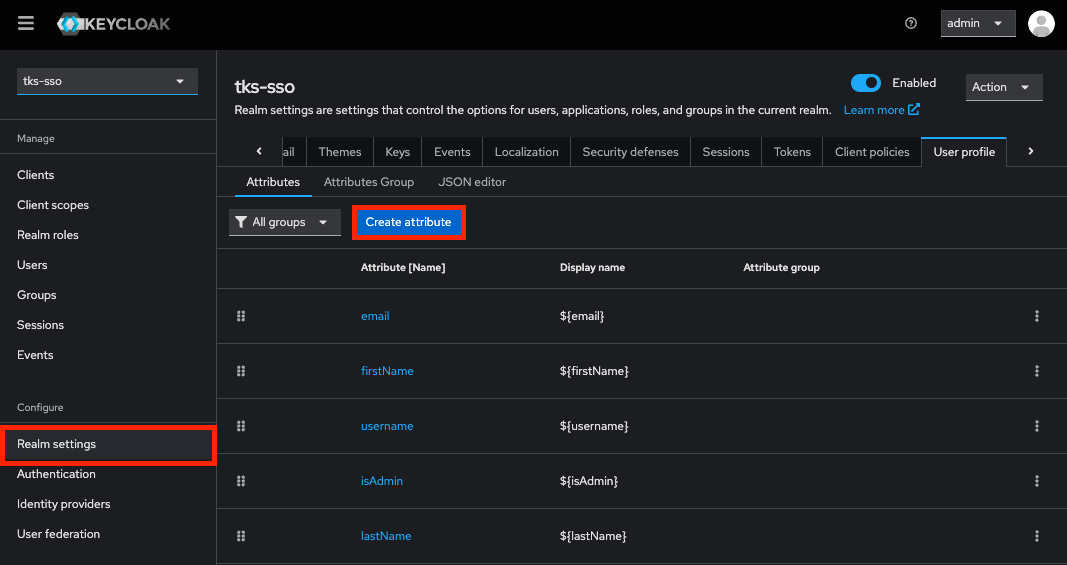 KEYCLOAK
admin
tks-sso
Manage
Clients
Client scopes
Realm roles
Users
Groups
Sessions
Events
Configure
Realm settings
Authentication
Identity providers
User federation
tks-sso
Enabled
Action
Realm settings are settings that control the options for users, applications, roles, and groups in the current realm. Learn more
ail Themes Keys Events Localization Security defenses Sessions Tokens Client policies User profile
Attributes Attributes Group JSON editor
All groups Create attribute
Attribute [Name] Display name Attribute group
email ${email}
firstName ${firstName}
username ${username}
isAdmin ${isAdmin}
lastName ${lastName}